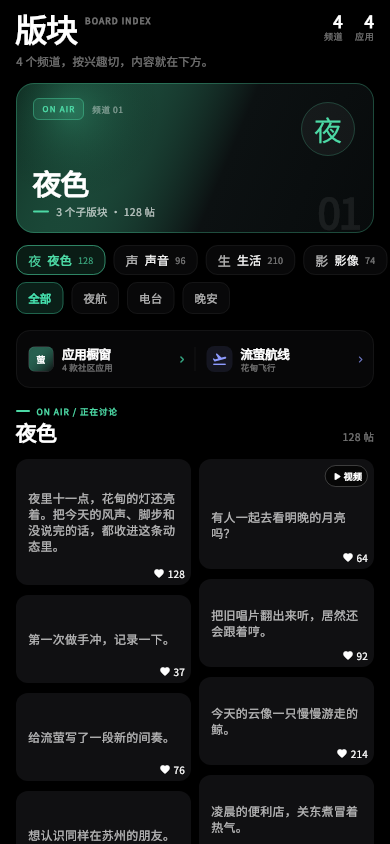 版块 BOARD INDEX
4 4
频道 应用
4 个频道，按兴趣切，内容就在下方。
ON AIR 频道 01
夜
夜色
3 个子版块 · 128 帖
01
夜 夜色 128 声 声音 96 生 生活 210 影 影像 74
全部 夜航 电台 晚安
萤 应用橱窗
4 款社区应用
流萤航线
花甸飞行
ON AIR / 正在讨论
夜色
128 帖
夜里十一点，花甸的灯还亮
着。把今天的风声、脚步和
没说完的话，都收进这条动
态里。
128
视频
有人一起去看明晚的月亮
吗？
64
第一次做手冲，记录一下。
37
把旧唱片翻出来听，居然还
会跟着哼。
92
给流萤写了一段新的间奏。
76
今天的云像一只慢慢游走的
鲸。
214
想认识同样在苏州的朋友。
凌晨的便利店，关东煮冒着
热气。